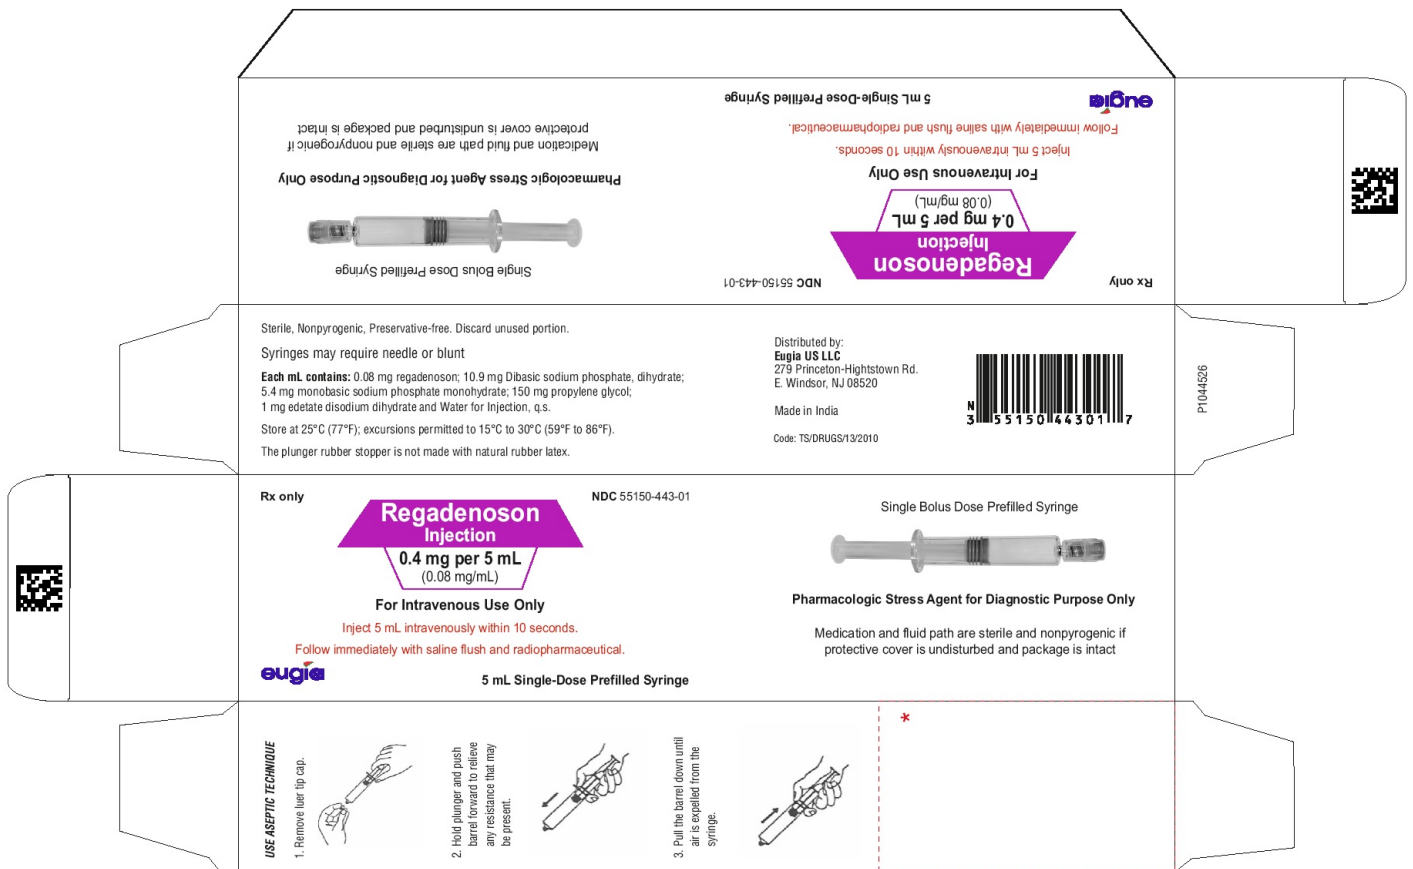 5 mL Single-Dose Prefilled Syringe
eugia
Follow immediately with saline flush and radiopharmaceutical.
Inject 5 mL intravenously within 10 seconds.
For Intravenous Use Only
(0.08 mg/mL)
0.4 mg per 5 mL
Injection
Regadenoson
NDC 55150-443-01
Rx only
protective cover is undisturbed and package is intact
Medication and fluid path are sterile and nonpyrogenic if
Pharmacologic Stress Agent for Diagnostic Purpose Only
Single Bolus Dose Prefilled Syringe
Sterile, Nonpyrogenic, Preservative-free. Discard unused portion.
Syringes may require needle or blunt
Each mL contains: 0.08 mg regadenoson; 10.9 mg Dibasic sodium phosphate, dihydrate;
5.4 mg monobasic sodium phosphate monohydrate; 150 mg propylene glycol;
1 mg edetate disodium dihydrate and Water for Injection, q.s.
Store at 25°C (77°F); excursions permitted to 15°C to 30°C (59°F to 86°F).
The plunger rubber stopper is not made with natural rubber latex.
Distributed by:
Eugia US LLC
279 Princeton-Hightstown Rd.
E. Windsor, NJ 08520
Made in India
Code: TS/DRUGS/13/2010
N
3 55150 44301 7
P1044526
Rx only
NDC 55150-443-01
Regadenoson
Injection
0.4 mg per 5 mL
(0.08 mg/mL)
For Intravenous Use Only
Inject 5 mL intravenously within 10 seconds.
Follow immediately with saline flush and radiopharmaceutical.
eugia
5 mL Single-Dose Prefilled Syringe
Single Bolus Dose Prefilled Syringe
Pharmacologic Stress Agent for Diagnostic Purpose Only
Medication and fluid path are sterile and nonpyrogenic if
protective cover is undisturbed and package is intact
USE ASEPTIC TECHNIQUE
1. Remove luer tip cap.
2. Hold plunger and push
barrel forward to relieve
any resistance that may
be present.
3. Pull the barrel down until
air is expelled from the
syringe.
*